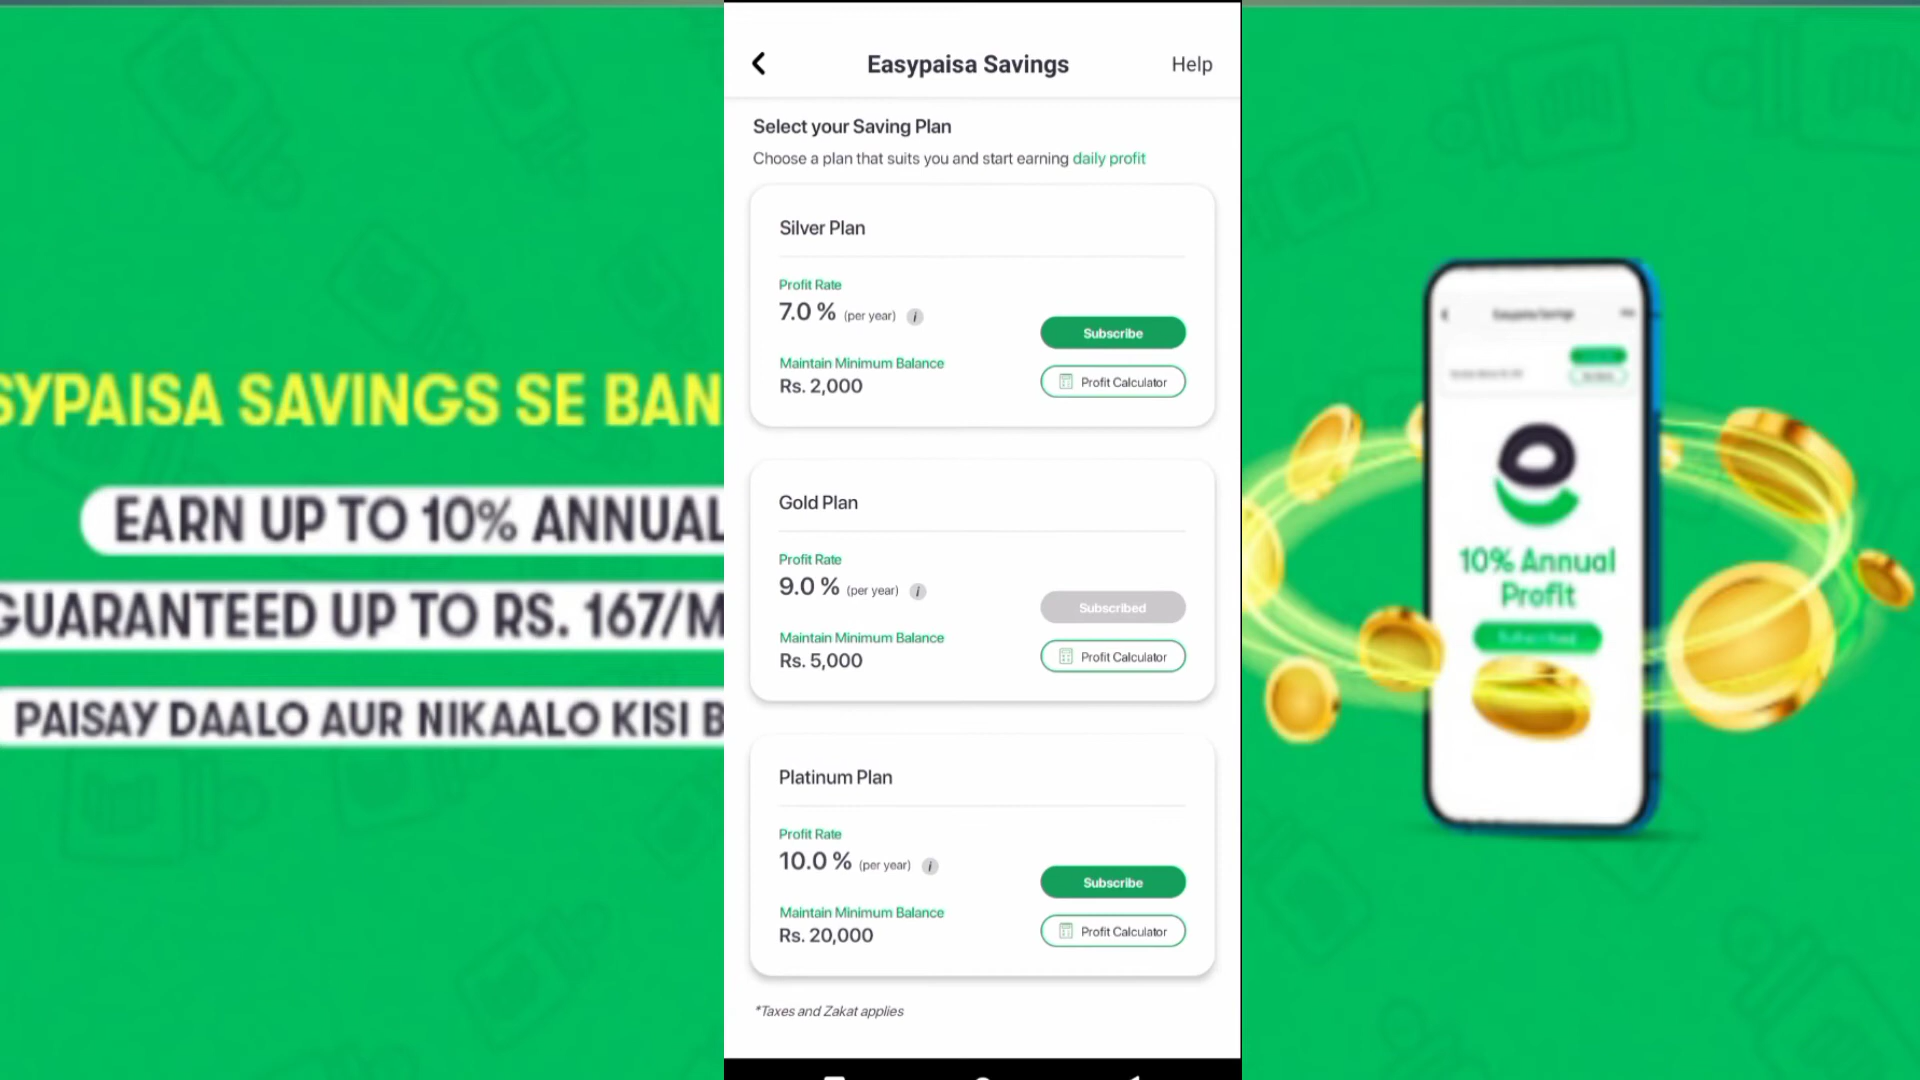 SYPAISA SAVINGS SE BAN
EARN UP TO 10% ANNUAL
GUARANTEED UP TO RS. 167/M
PAISAY DAALO AUR NIKAALO KISI B
Easypaisa Savings
Help
Select your Saving Plan
Choose a plan that suits you and start earning daily profit
Silver Plan
Profit Rate
7.0 % (per year) i
Subscribe
Maintain Minimum Balance
Rs. 2,000
Profit Calculator
Gold Plan
Profit Rate
9.0 % (per year) i
Subscribed
Maintain Minimum Balance
Rs. 5,000
Profit Calculator
Platinum Plan
Profit Rate
10.0 % (per year) i
Subscribe
Maintain Minimum Balance
Rs. 20,000
Profit Calculator
*Taxes and Zakat applies
Easypaisa Savings
10% Annual
Profit